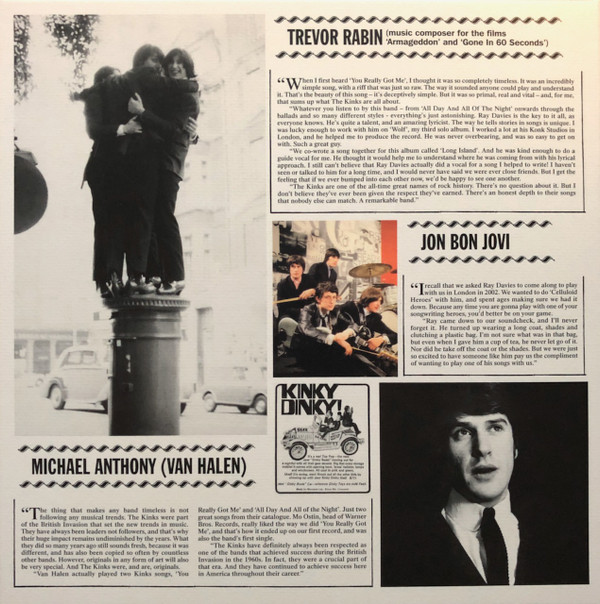 TREVOR RABIN (music composer for the films
'Armageddon' and 'Gone In 60 Seconds')
"When I first heard 'You Really Got Me', I thought it was so completely timeless. It was an incredibly
simple song, with a riff that was just so raw. The way it sounded anyone could play and understand
it. That's the beauty of this song – it's deceptively simple. But it was so primal, real and vital – and, for me,
that sums up what The Kinks are all about.
"Whatever you listen to by this band – from 'All Day And All Of The Night' onwards through the
ballads and so many different styles - everything's just astonishing. Ray Davies is the key to it all, as
everyone knows. He's quite a talent, and an amazing lyricist. The way he tells stories in songs is unique. I
was lucky enough to work with him on 'Wolf', my third solo album. I worked a lot at his Konk Studios in
London, and he helped me to produce the record. He was never overbearing, and was so easy to get on
with. Such a great guy.
"We co-wrote a song together for this album called 'Long Island'. And he was kind enough to do a
guide vocal for me. He thought it would help me to understand where he was coming from with his lyrical
approach. I still can't believe that Ray Davies actually did a vocal for a song I helped to write! I haven't
seen or talked to him for a long time, and I would never have said we were ever close friends. But I get the
feeling that if we ever bumped into each other now, we'd be happy to see one another.
"The Kinks are one of the all-time great names of rock history. There's no question about it. But I
don't believe they've ever been given the respect they've earned. There's an honest depth to their songs
that nobody else can match. A remarkable band."
JON BON JOVI
"I recall that we asked Ray Davies to come along to play
with us in London in 2002. We wanted to do 'Celluloid
Heroes' with him, and spent ages making sure we had it
down. Because any time you are gonna play with one of your
songwriting heroes, you'd better be on your game.
"Ray came down to our soundcheck, and I'll never
forget it. He turned up wearing a long coat, shades and
clutching a plastic bag. I'm not sure what was in that bag,
but even when I gave him a cup of tea, he never let go of it.
Nor did he take off the coat or the shades. But we were just
so excited to have someone like him pay us the compliment
of wanting to play one of his songs with us."
KINKY
DINKY!
MICHAEL ANTHONY (VAN HALEN)
"The thing that makes any band timeless is not
following any musical trends. The Kinks were part
of the British Invasion that set the new trends in music.
They have always been leaders not followers, and that's why
their huge impact remains undiminished by the years. What
they did so many years ago still sounds fresh, because it was
different, and has also been copied so often by countless
other bands. However, originals in any form of art will also
be very special. And The Kinks were, and are, originals.
"Van Halen actually played two Kinks songs, 'You
Really Got Me' and 'All Day And All of the Night'. Just two
great songs from their catalogue. Mo Ostin, head of Warner
Bros. Records, really liked the way we did 'You Really Got
Me', and that's how it ended up on our first record, and was
also the band's first single.
"The Kinks have definitely always been respected as
one of the bands that achieved success during the British
Invasion in the 1960s. In fact, they were a crucial part of
that era. And they have continued to achieve success here
in America throughout their career."